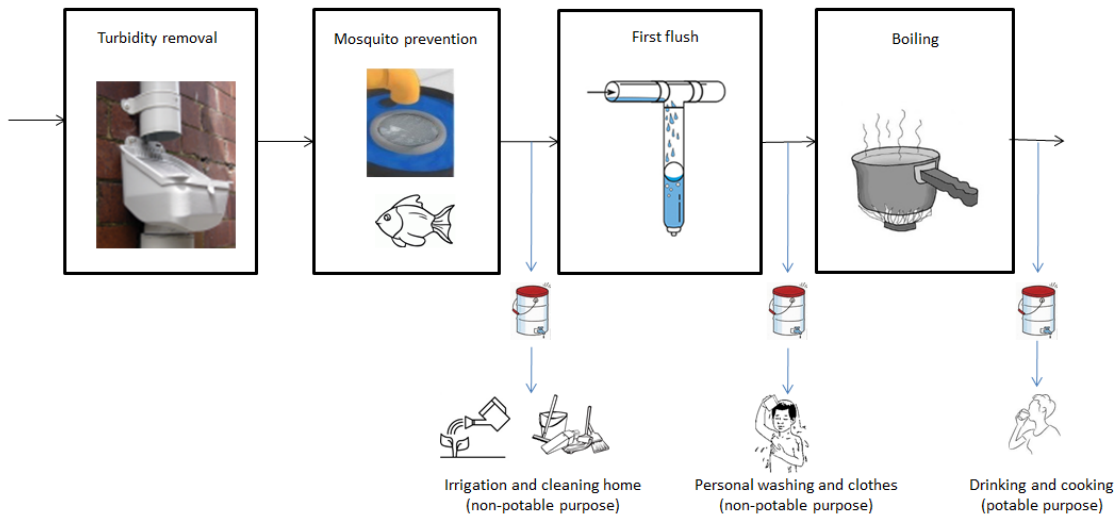 Turbidity removal
Mosquito prevention
First flush
Boiling
Irrigation and cleaning home
(non-potable purpose)
Personal washing and clothes
(non-potable purpose)
Drinking and cooking
(potable purpose)